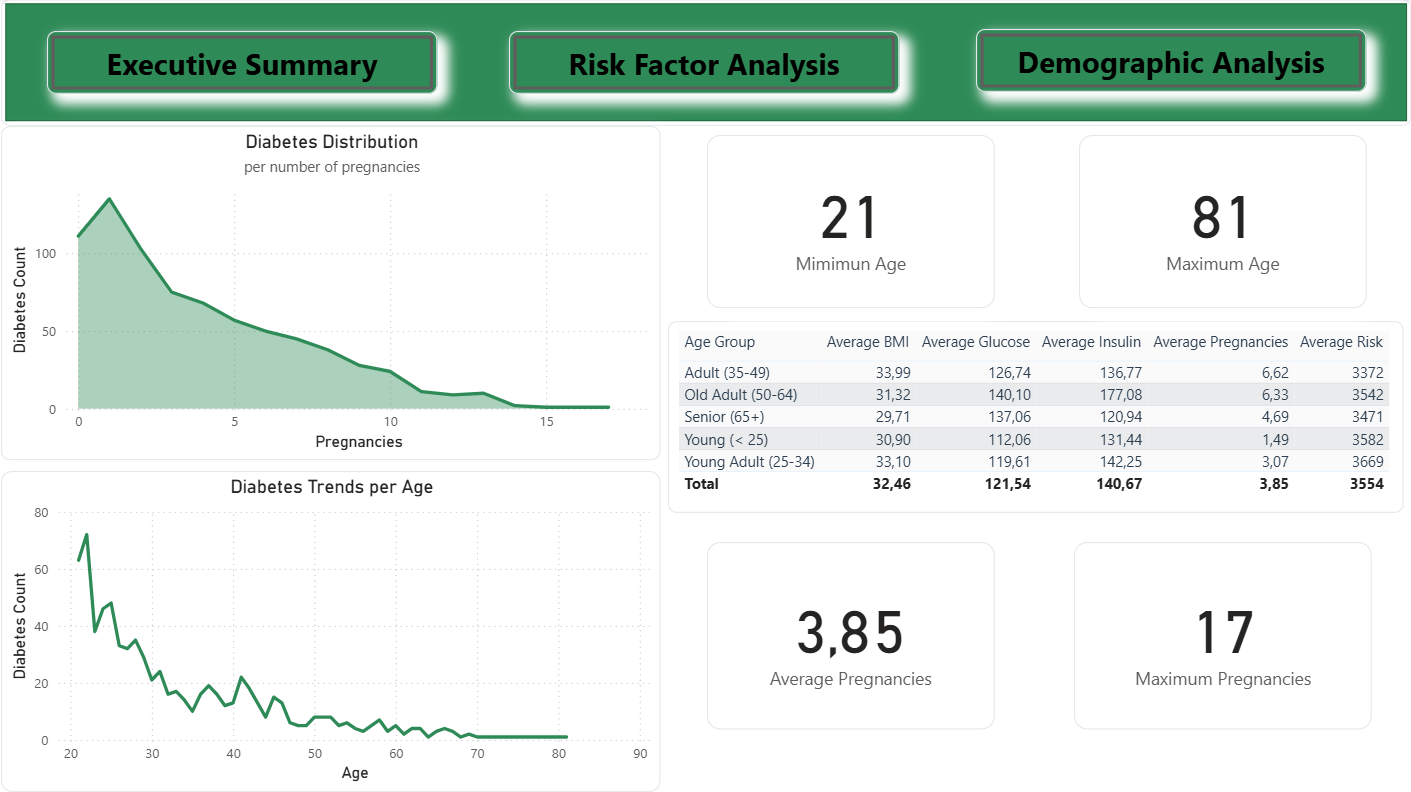 Executive Summary
Risk Factor Analysis
Demographic Analysis
Diabetes Distribution
per number of pregnancies
Diabetes Count
100
50
0
0 5 10 15
Pregnancies
Diabetes Trends per Age
Diabetes Count
80
60
40
20
0
20 30 40 50 60 70 80 90
Age
21
Mimimun Age
81
Maximum Age
Age Group Average BMI Average Glucose Average Insulin Average Pregnancies Average Risk
Adult (35-49) 33,99 126,74 136,77 6,62 3372
Old Adult (50-64) 31,32 140,10 177,08 6,33 3542
Senior (65+) 29,71 137,06 120,94 4,69 3471
Young (< 25) 30,90 112,06 131,44 1,49 3582
Young Adult (25-34) 33,10 119,61 142,25 3,07 3669
Total 32,46 121,54 140,67 3,85 3554
3,85
Average Pregnancies
17
Maximum Pregnancies